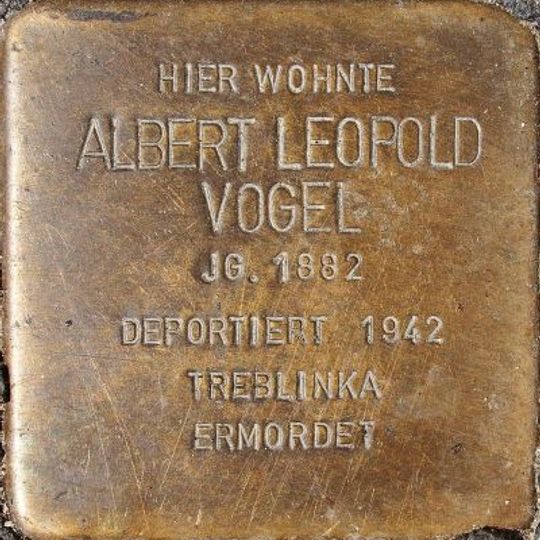 HIER WOHNTE
ALBERT LEOPOLD
VOGEL
JG. 1882
DEPORTIERT 1942
TREBLINKA
ERMORDET